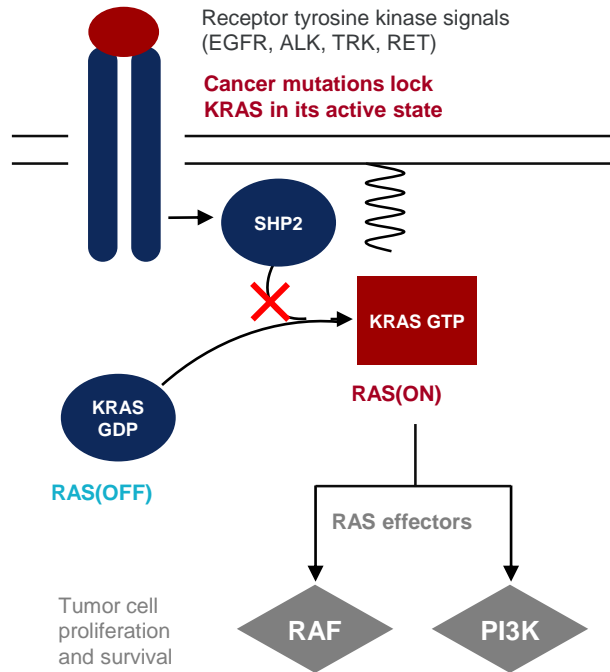 Receptor tyrosine kinase signals
(EGFR, ALK, TRK, RET)
Cancer mutations lock
KRAS in its active state
SHP2
KRAS GTP
KRAS
GDP
RAS(ON)
RAS(OFF)
RAS effectors
Tumor cell
proliferation
and survival
RAF
PI3K